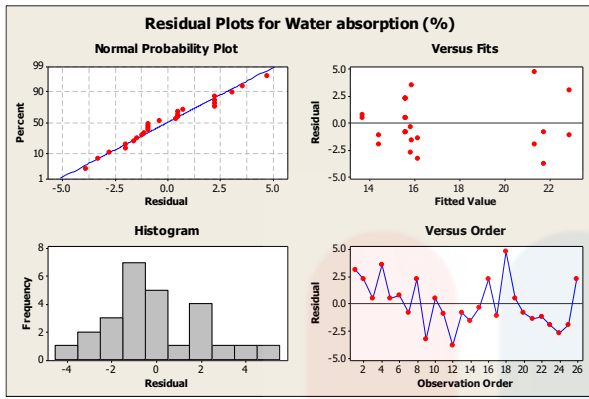 Residual Plots for Water absorption (%)
Normal Probability Plot
99
90
50
10
1
Percent
-5.0 -2.5 0.0 2.5 5.0
Residual
Versus Fits
5.0
2.5
0.0
-2.5
-5.0
Residual
14 16 18 20 22
Fitted Value
Histogram
8
6
4
2
0
Frequency
-4 -2 0 2 4
Residual
Versus Order
5.0
2.5
0.0
-2.5
-5.0
Residual
2 4 6 8 10 12 14 16 18 20 22 24 26
Observation Order